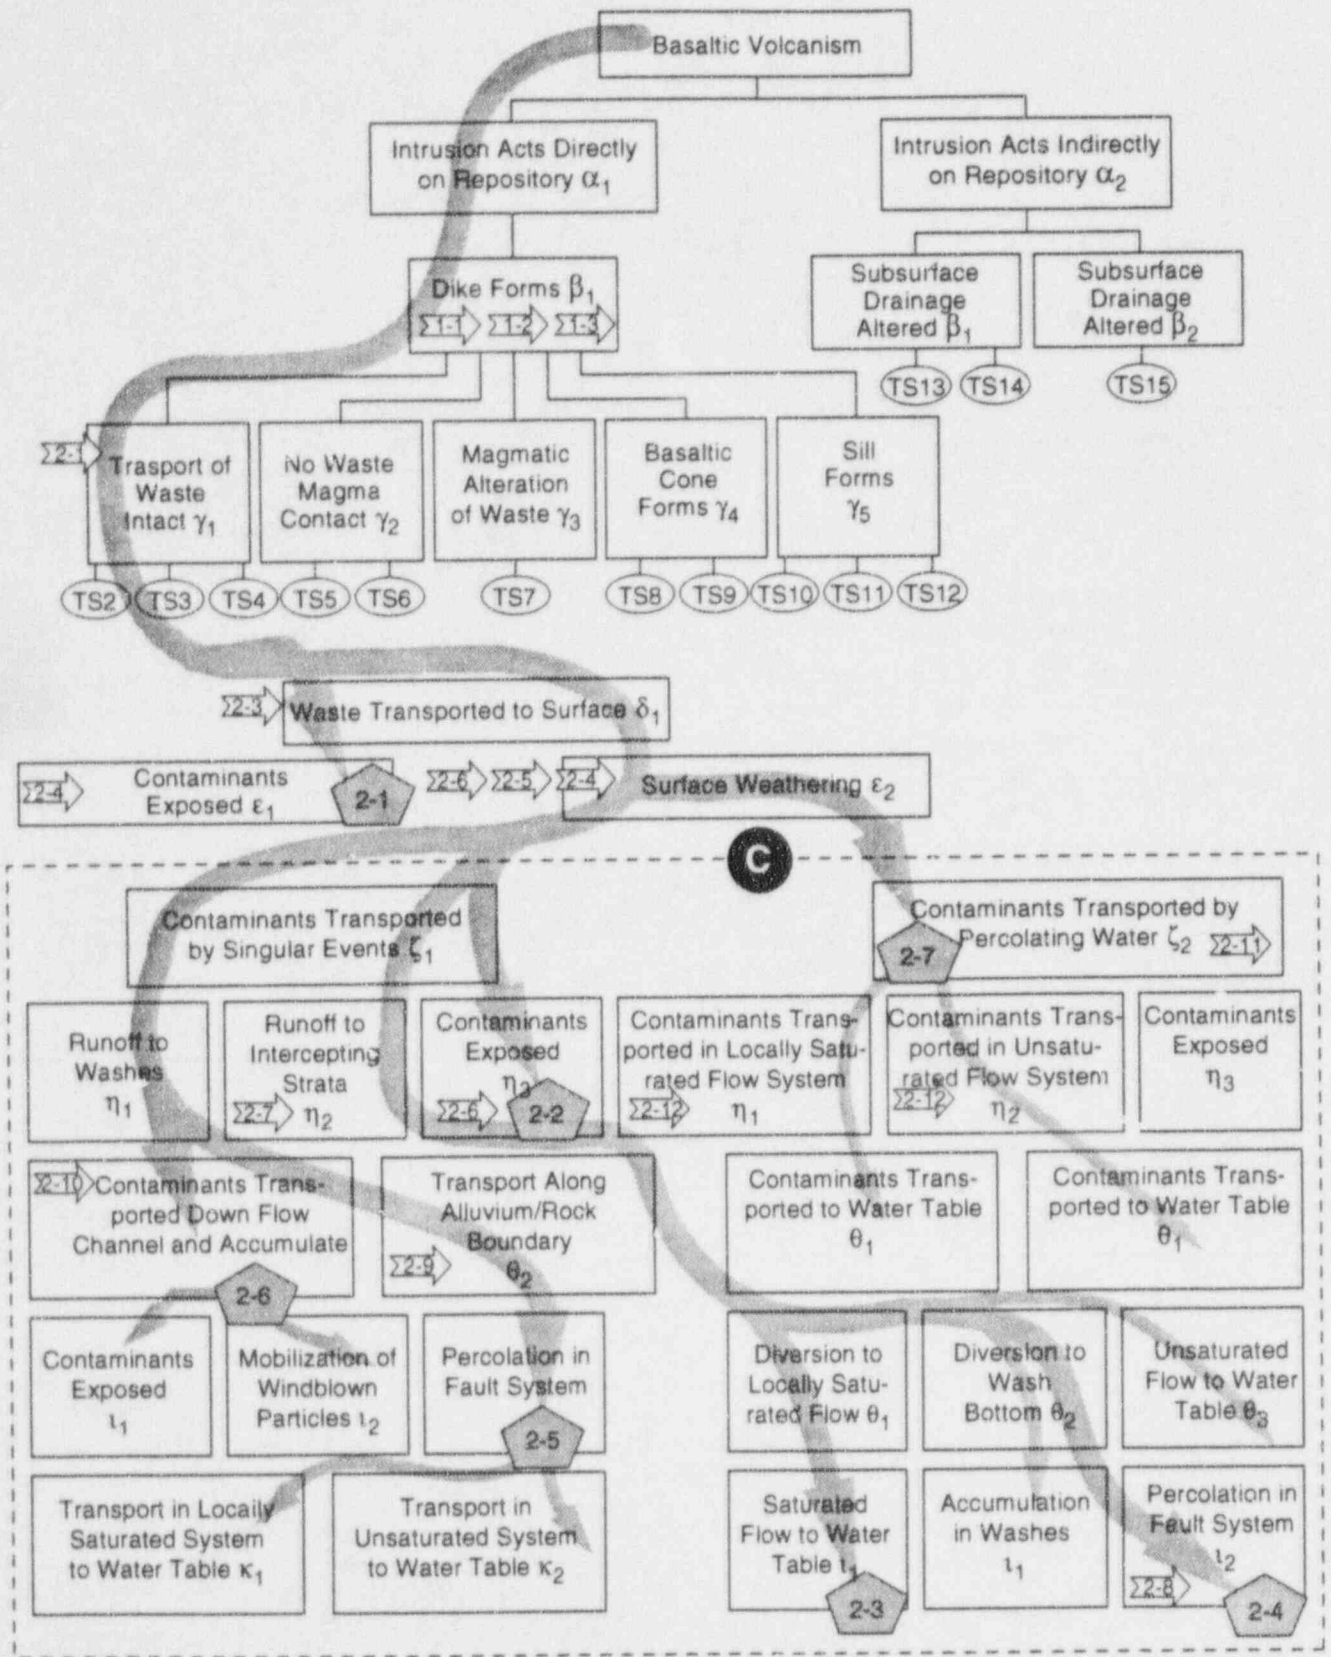 Basaltic Volcanism
Intrusion Acts Directly
on Repository α₁
Intrusion Acts Indirectly
on Repository α₂
Dike Forms β₁
Σ1-1 Σ1-2 Σ1-3
Subsurface
Drainage
Altered β₁
Subsurface
Drainage
Altered β₂
TS13 TS14 TS15
Σ2-1
Trasport of
Waste
Intact γ₁
No Waste
Magma
Contact γ₂
Magmatic
Alteration
of Waste γ₃
Basaltic
Cone
Forms γ₄
Sill
Forms
γ₅
TS2 TS3 TS4 TS5 TS6 TS7 TS8 TS9 TS10 TS11 TS12
Σ2-3 Waste Transported to Surface δ₁
Σ2-4 Contaminants
Exposed ε₁
2-1
Σ2-6 Σ2-5 Σ2-4 Surface Weathering ε₂
C
Contaminants Transported
by Singular Events ζ₁
Contaminants Transported by
Percolating Water ζ₂ Σ2-11
2-7
Runoff to
Washes
η₁
Runoff to
Intercepting
Strata
Σ2-7 η₂
Contaminants
Exposed
η₃
Σ2-6 2-2
Contaminants Trans-
ported in Locally Satu-
rated Flow System
Σ2-12 η₁
Contaminants Trans-
ported in Unsatu-
rated Flow System
Σ2-12 η₂
Contaminants
Exposed
η₃
Σ2-10 Contaminants Trans-
ported Down Flow
Channel and Accumulate
2-6
Transport Along
Alluvium/Rock
Boundary
Σ2-9 θ₂
Contaminants Trans-
ported to Water Table
θ₁
Contaminants Trans-
ported to Water Table
θ₁
Contaminants
Exposed
ι₁
Mobilization of
Windblown
Particles ι₂
Percolation in
Fault System
2-5
Diversion to
Locally Satu-
rated Flow θ₁
Diversion to
Wash
Bottom θ₂
Unsaturated
Flow to Water
Table θ₃
Transport in Locally
Saturated System
to Water Table κ₁
Transport in
Unsaturated System
to Water Table κ₂
Saturated
Flow to Water
Table ι₁
2-3
Accumulation
in Washes
ι₁
Percolation in
Fault System
ι₂
Σ2-8 2-4